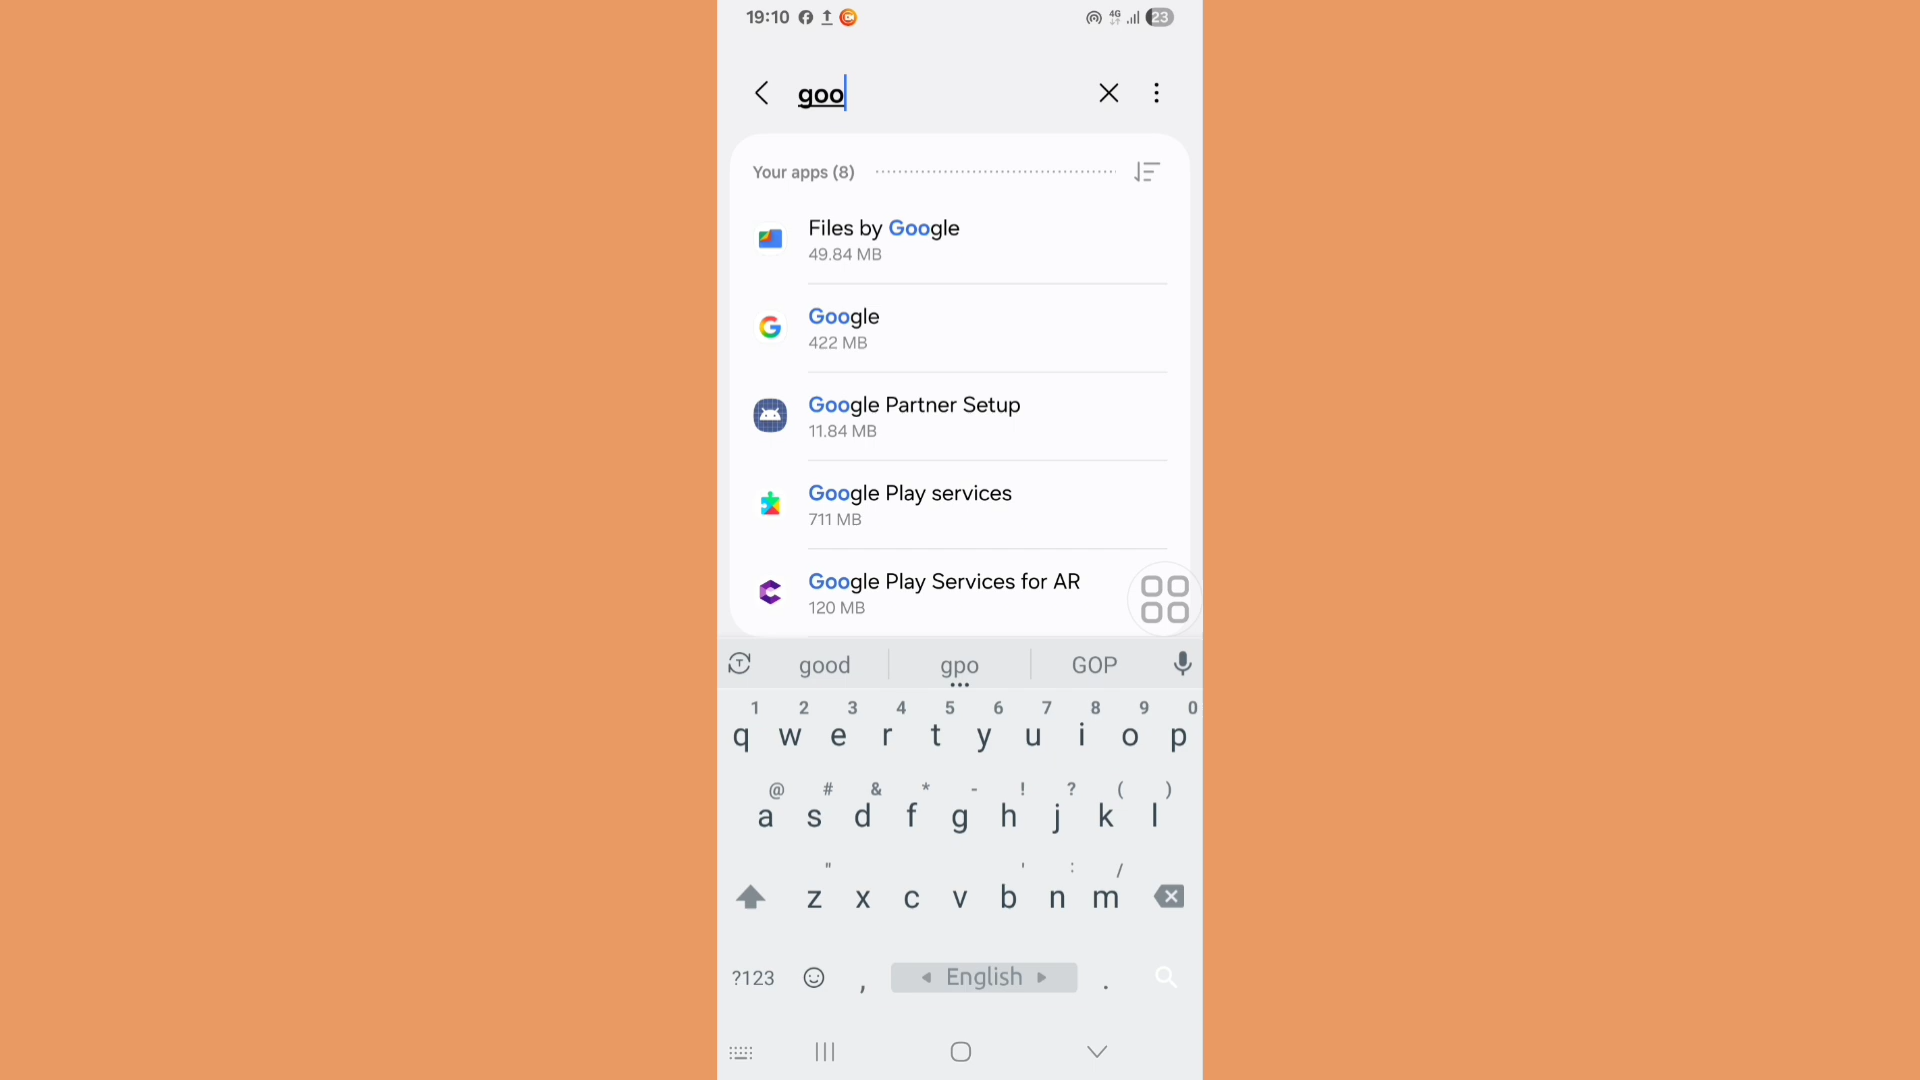 19:10 4G 23
goo
Your apps (8)
Files by Google
49.84 MB
Google
422 MB
Google Partner Setup
11.84 MB
Google Play services
711 MB
Google Play Services for AR
120 MB
good gpo GOP
1 2 3 4 5 6 7 8 9 0
q w e r t y u i o p
@ # & * - ! ? ( )
a s d f g h j k l
" ' : /
z x c v b n m
?123 , English .